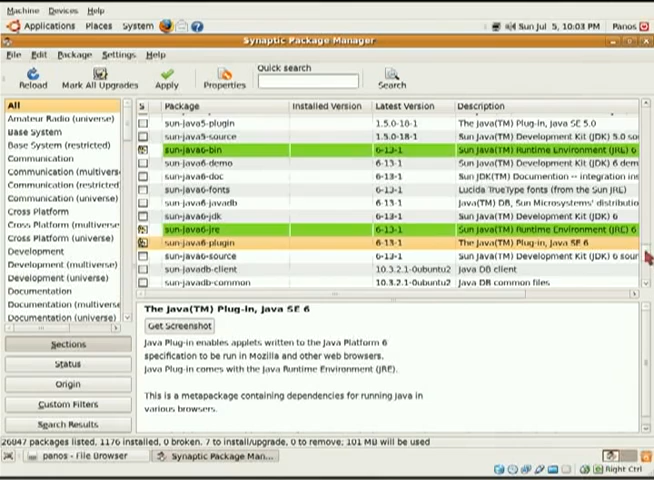 Machine Devices Help
Applications Places System Sun Jul 5, 10:03 PM Panos
Synaptic Package Manager
File Edit Package Settings Help
Reload Mark All Upgrades Apply Properties Quick search Search
All
Amateur Radio (universe)
Base System
Base System (restricted)
Communication
Communication (multivers
Communication (restricted
Communication (universe)
Cross Platform
Cross Platform (multiverse
Cross Platform (universe)
Development
Development (multiverse)
Development (universe)
Documentation
Documentation (multiverse
Documentation (universe)
S Package Installed Version Latest Version Description
sun-java5-plugin 1.5.0-18-1 The Java(TM) Plug-in, Java SE 5.0
sun-java5-source 1.5.0-18-1 Sun Java(TM) Development Kit (JDK) 5.0 so
sun-java6-bin 6-13-1 Sun Java(TM) Runtime Environment (JRE) 6
sun-java6-demo 6-13-1 Sun Java(TM) Development Kit (JDK) 6 dem
sun-java6-doc 6-13-1 Sun JDK(TM) Documention -- integration ins
sun-java6-fonts 6-13-1 Lucida TrueType fonts (from the Sun JRE)
sun-java6-javadb 6-13-1 Java(TM) DB, Sun Microsystems' distributio
sun-java6-jdk 6-13-1 Sun Java(TM) Development Kit (JDK) 6
sun-java6-jre 6-13-1 Sun Java(TM) Runtime Environment (JRE) 6
sun-java6-plugin 6-13-1 The Java(TM) Plug-in, Java SE 6
sun-java6-source 6-13-1 Sun Java(TM) Development Kit (JDK) 6 sour
sun-javadb-client 10.3.2.1-0ubuntu2 Java DB client
sun-javadb-common 10.3.2.1-0ubuntu2 Java DB common files
The Java(TM) Plug-in, Java SE 6
Get Screenshot
Java Plug-in enables applets written to the Java Platform 6
specification to be run in Mozilla and other web browsers.
Java Plug-in comes with the Java Runtime Environment (JRE).
This is a metapackage containing dependencies for running Java in
various browsers.
Sections
Status
Origin
Custom Filters
Search Results
26847 packages listed, 1176 installed, 0 broken. 7 to install/upgrade, 0 to remove; 101 MB will be used
panos - File Browser Synaptic Package Man...
Right Ctrl